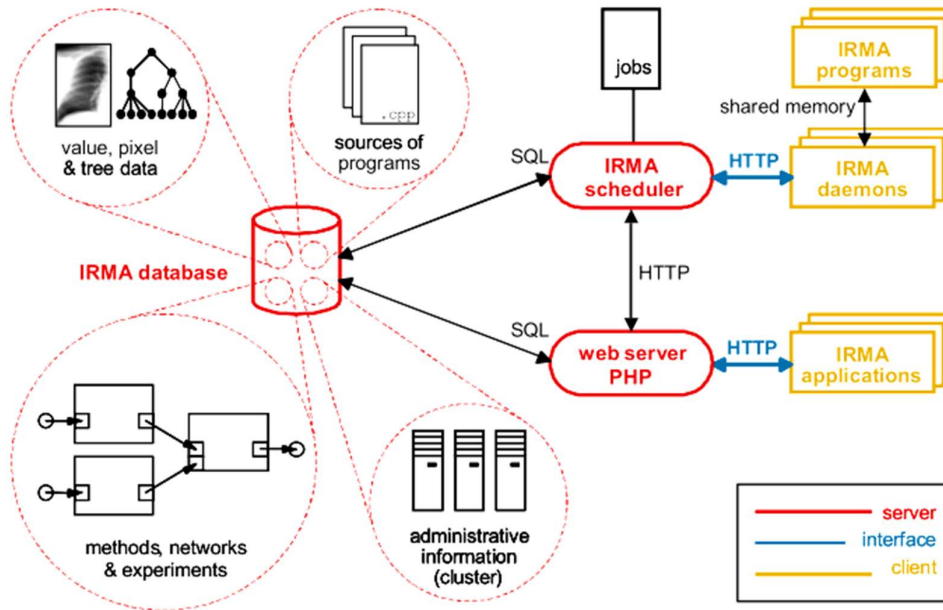 value, pixel
& tree data
.cpp
sources of
programs
jobs
IRMA
programs
shared memory
SQL
IRMA
scheduler
HTTP
IRMA
daemons
IRMA database
HTTP
SQL
web server
PHP
HTTP
IRMA
applications
methods, networks
& experiments
administrative
information
(cluster)
server
interface
client